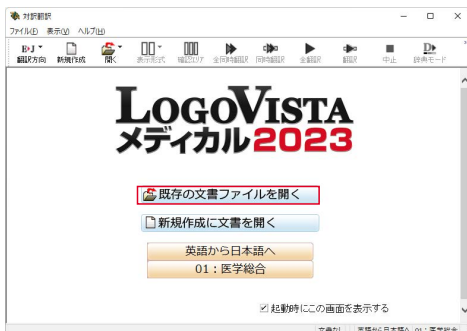 対訳翻訳
ファイル(F) 表示(V) ヘルプ(H)
E▸J
翻訳方向 新規作成 開く 表示形式 確認エリア 全同時翻訳 同時翻訳 全翻訳 翻訳 中止 辞典モード
LOGOVISTA
メディカル2023
既存の文書ファイルを開く
新規作成に文書を開く
英語から日本語へ
01：医学総合
起動時にこの画面を表示する
文書なし 英語から日本語へ 01：医学総合